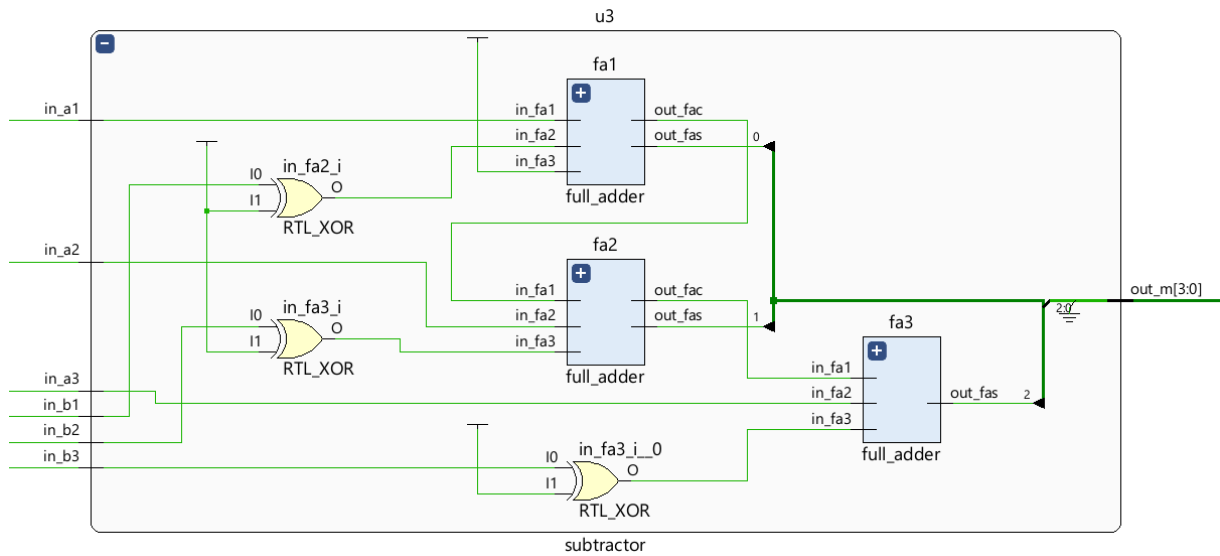 u3
fa1
in_a1
in_fa1
out_fac
in_fa2
out_fas
0
in_fa2_i
in_fa3
I0
O
full_adder
I1
RTL_XOR
in_a2
fa2
in_fa1
out_fac
out_m[3:0]
in_fa3_i
2:0
I0
O
in_fa2
out_fas
1
fa3
I1
in_fa3
RTL_XOR
full_adder
in_fa1
in_a3
in_fa2
out_fas
2
in_b1
in_fa3
in_b2
in_fa3_i__0
full_adder
in_b3
I0
O
I1
RTL_XOR
subtractor